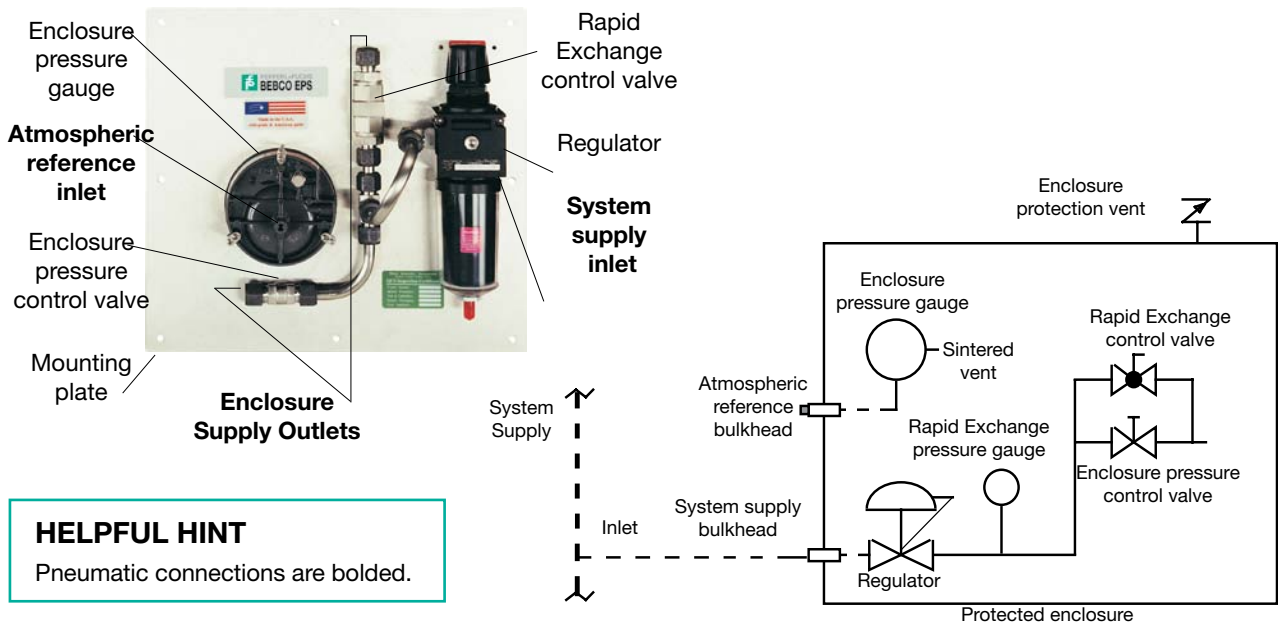 Enclosure
pressure
gauge
Atmospheric
reference
inlet
Enclosure
pressure
control valve
Mounting
plate
BEBCO EPS
Rapid
Exchange
control valve
Regulator
System
supply
inlet
Enclosure
Supply Outlets
HELPFUL HINT
Pneumatic connections are bolded.
System
Supply
Inlet
Atmospheric
reference
bulkhead
System supply
bulkhead
Enclosure
protection vent
Enclosure
pressure gauge
Sintered
vent
Rapid Exchange
pressure gauge
Rapid Exchange
control valve
Enclosure pressure
control valve
Regulator
Protected enclosure